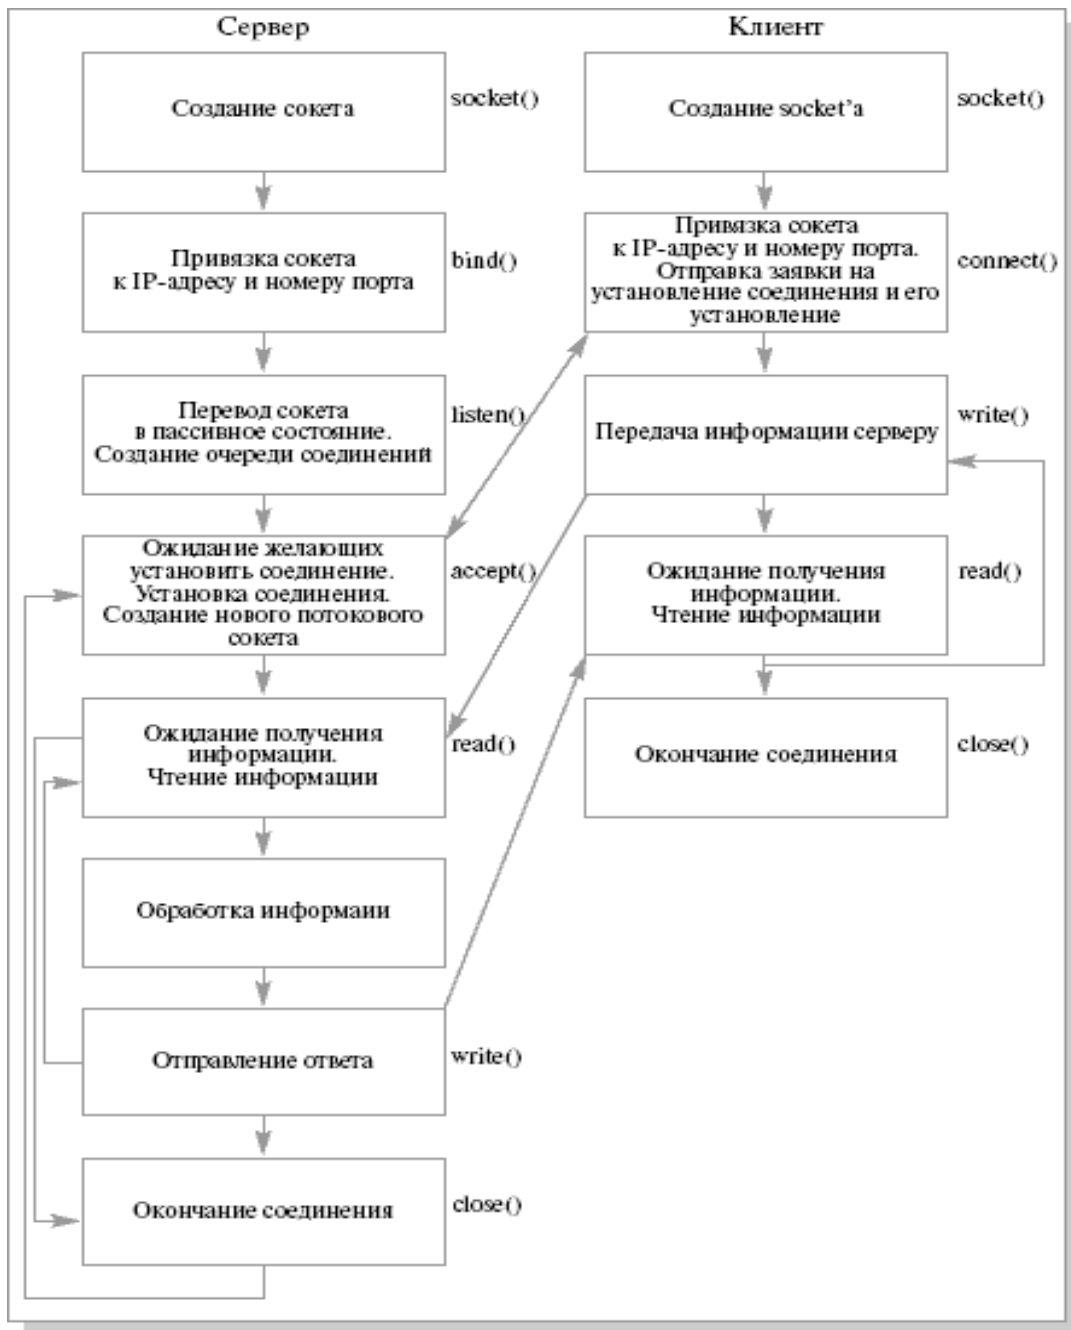 Сервер
Клиент
Создание сокета
socket()
Создание socket’а
socket()
Привязка сокета
к IP-адресу и номеру порта
bind()
Привязка сокета
к IP-адресу и номеру порта.
Отправка заявки на
установление соединения и его
установление
connect()
Перевод сокета
в пассивное состояние.
Создание очереди соединений
listen()
Передача информации серверу
write()
Ожидание желающих
установить соединение.
Установка соединения.
Создание нового потокового
сокета
accept()
Ожидание получения
информации.
Чтение информации
read()
Ожидание получения
информации.
Чтение информации
read()
Окончание соединения
close()
Обработка информаии
Отправление ответа
write()
Окончание соединения
close()